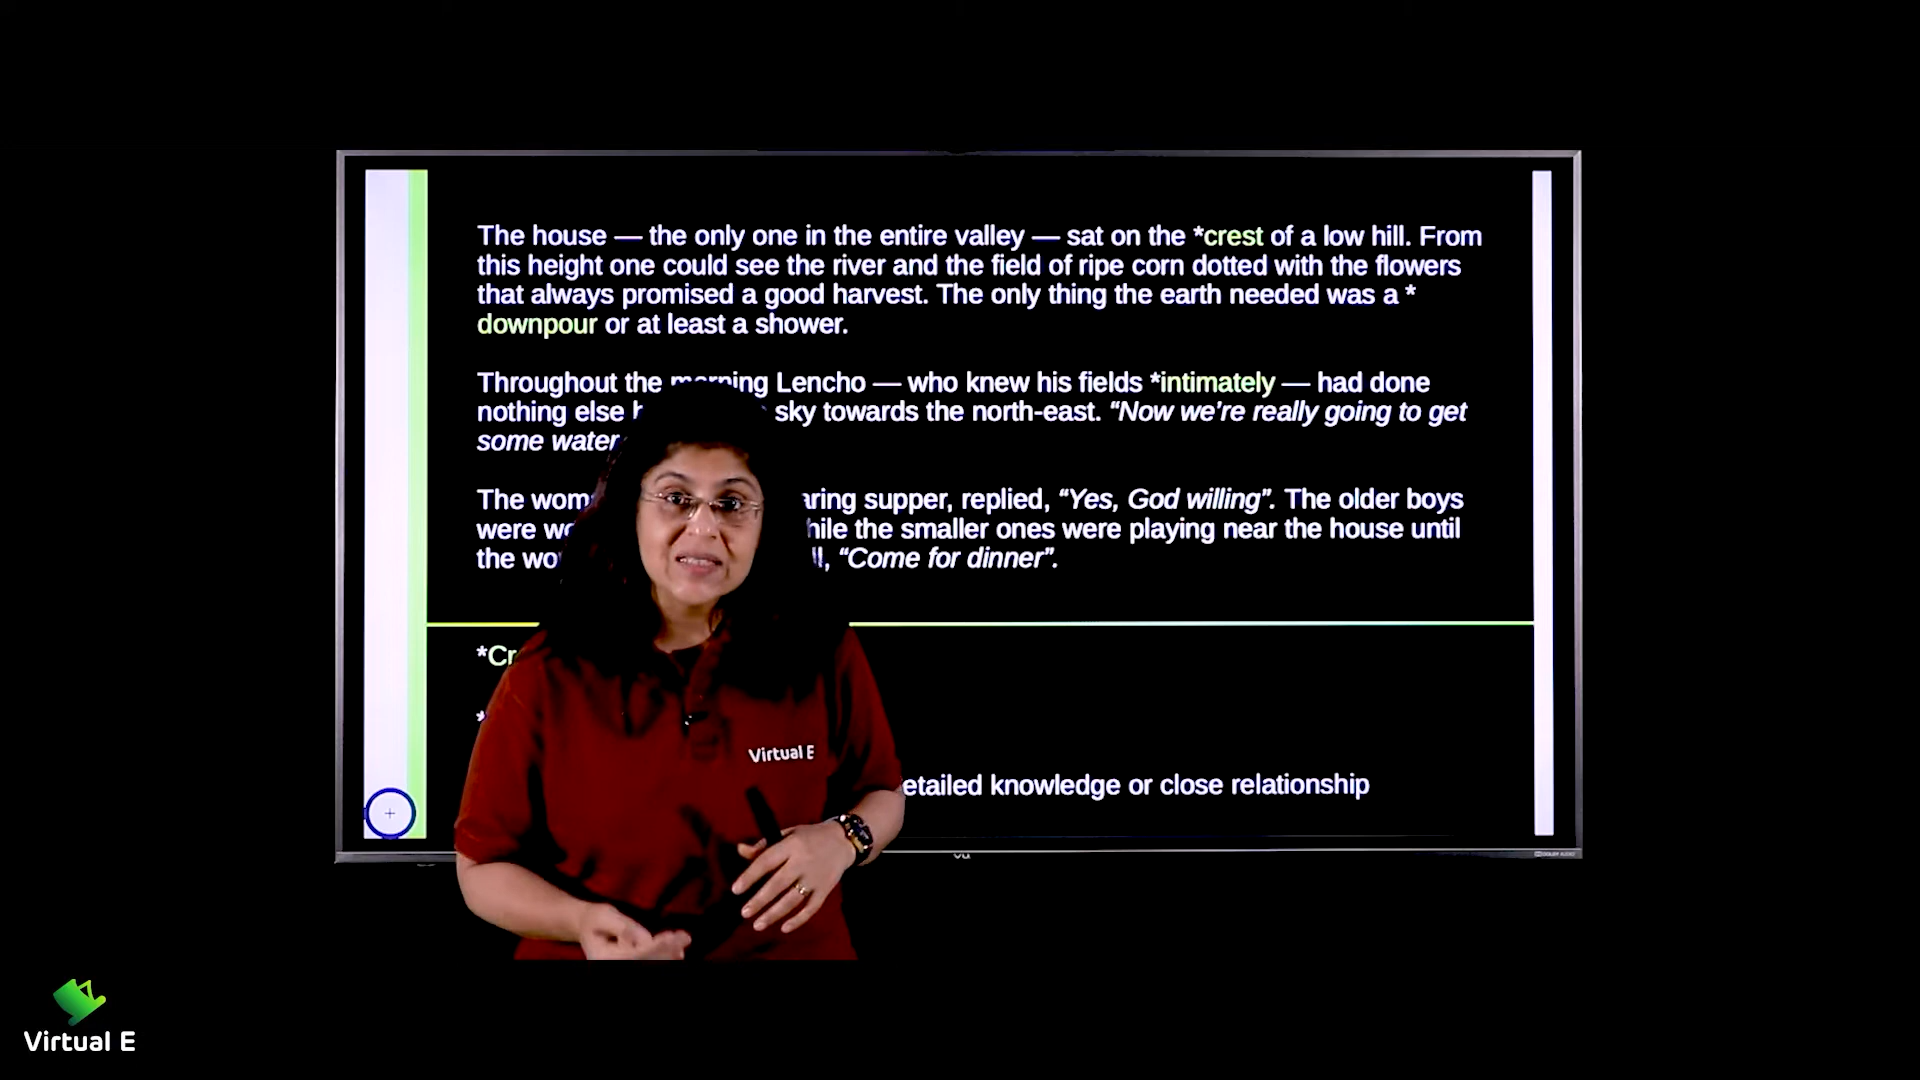 The house — the only one in the entire valley — sat on the *crest of a low hill. From
this height one could see the river and the field of ripe corn dotted with the flowers
that always promised a good harvest. The only thing the earth needed was a *
downpour or at least a shower.
Throughout the morning Lencho — who knew his fields *intimately — had done
nothing else sky towards the north-east. “Now we’re really going to get
some water
The replied, “Yes, God willing”. The older boys
supper,
were the smaller ones were playing near the house until
the “Come for dinner”.
knowledge or close relationship
Virtual E
Virtual E